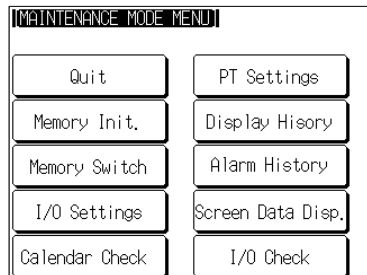 [MAINTENANCE MODE MENU]
Quit
PT Settings
Memory Init.
Display Hisory
Memory Switch
Alarm History
I/O Settings
Screen Data Disp.
Calendar Check
I/O Check